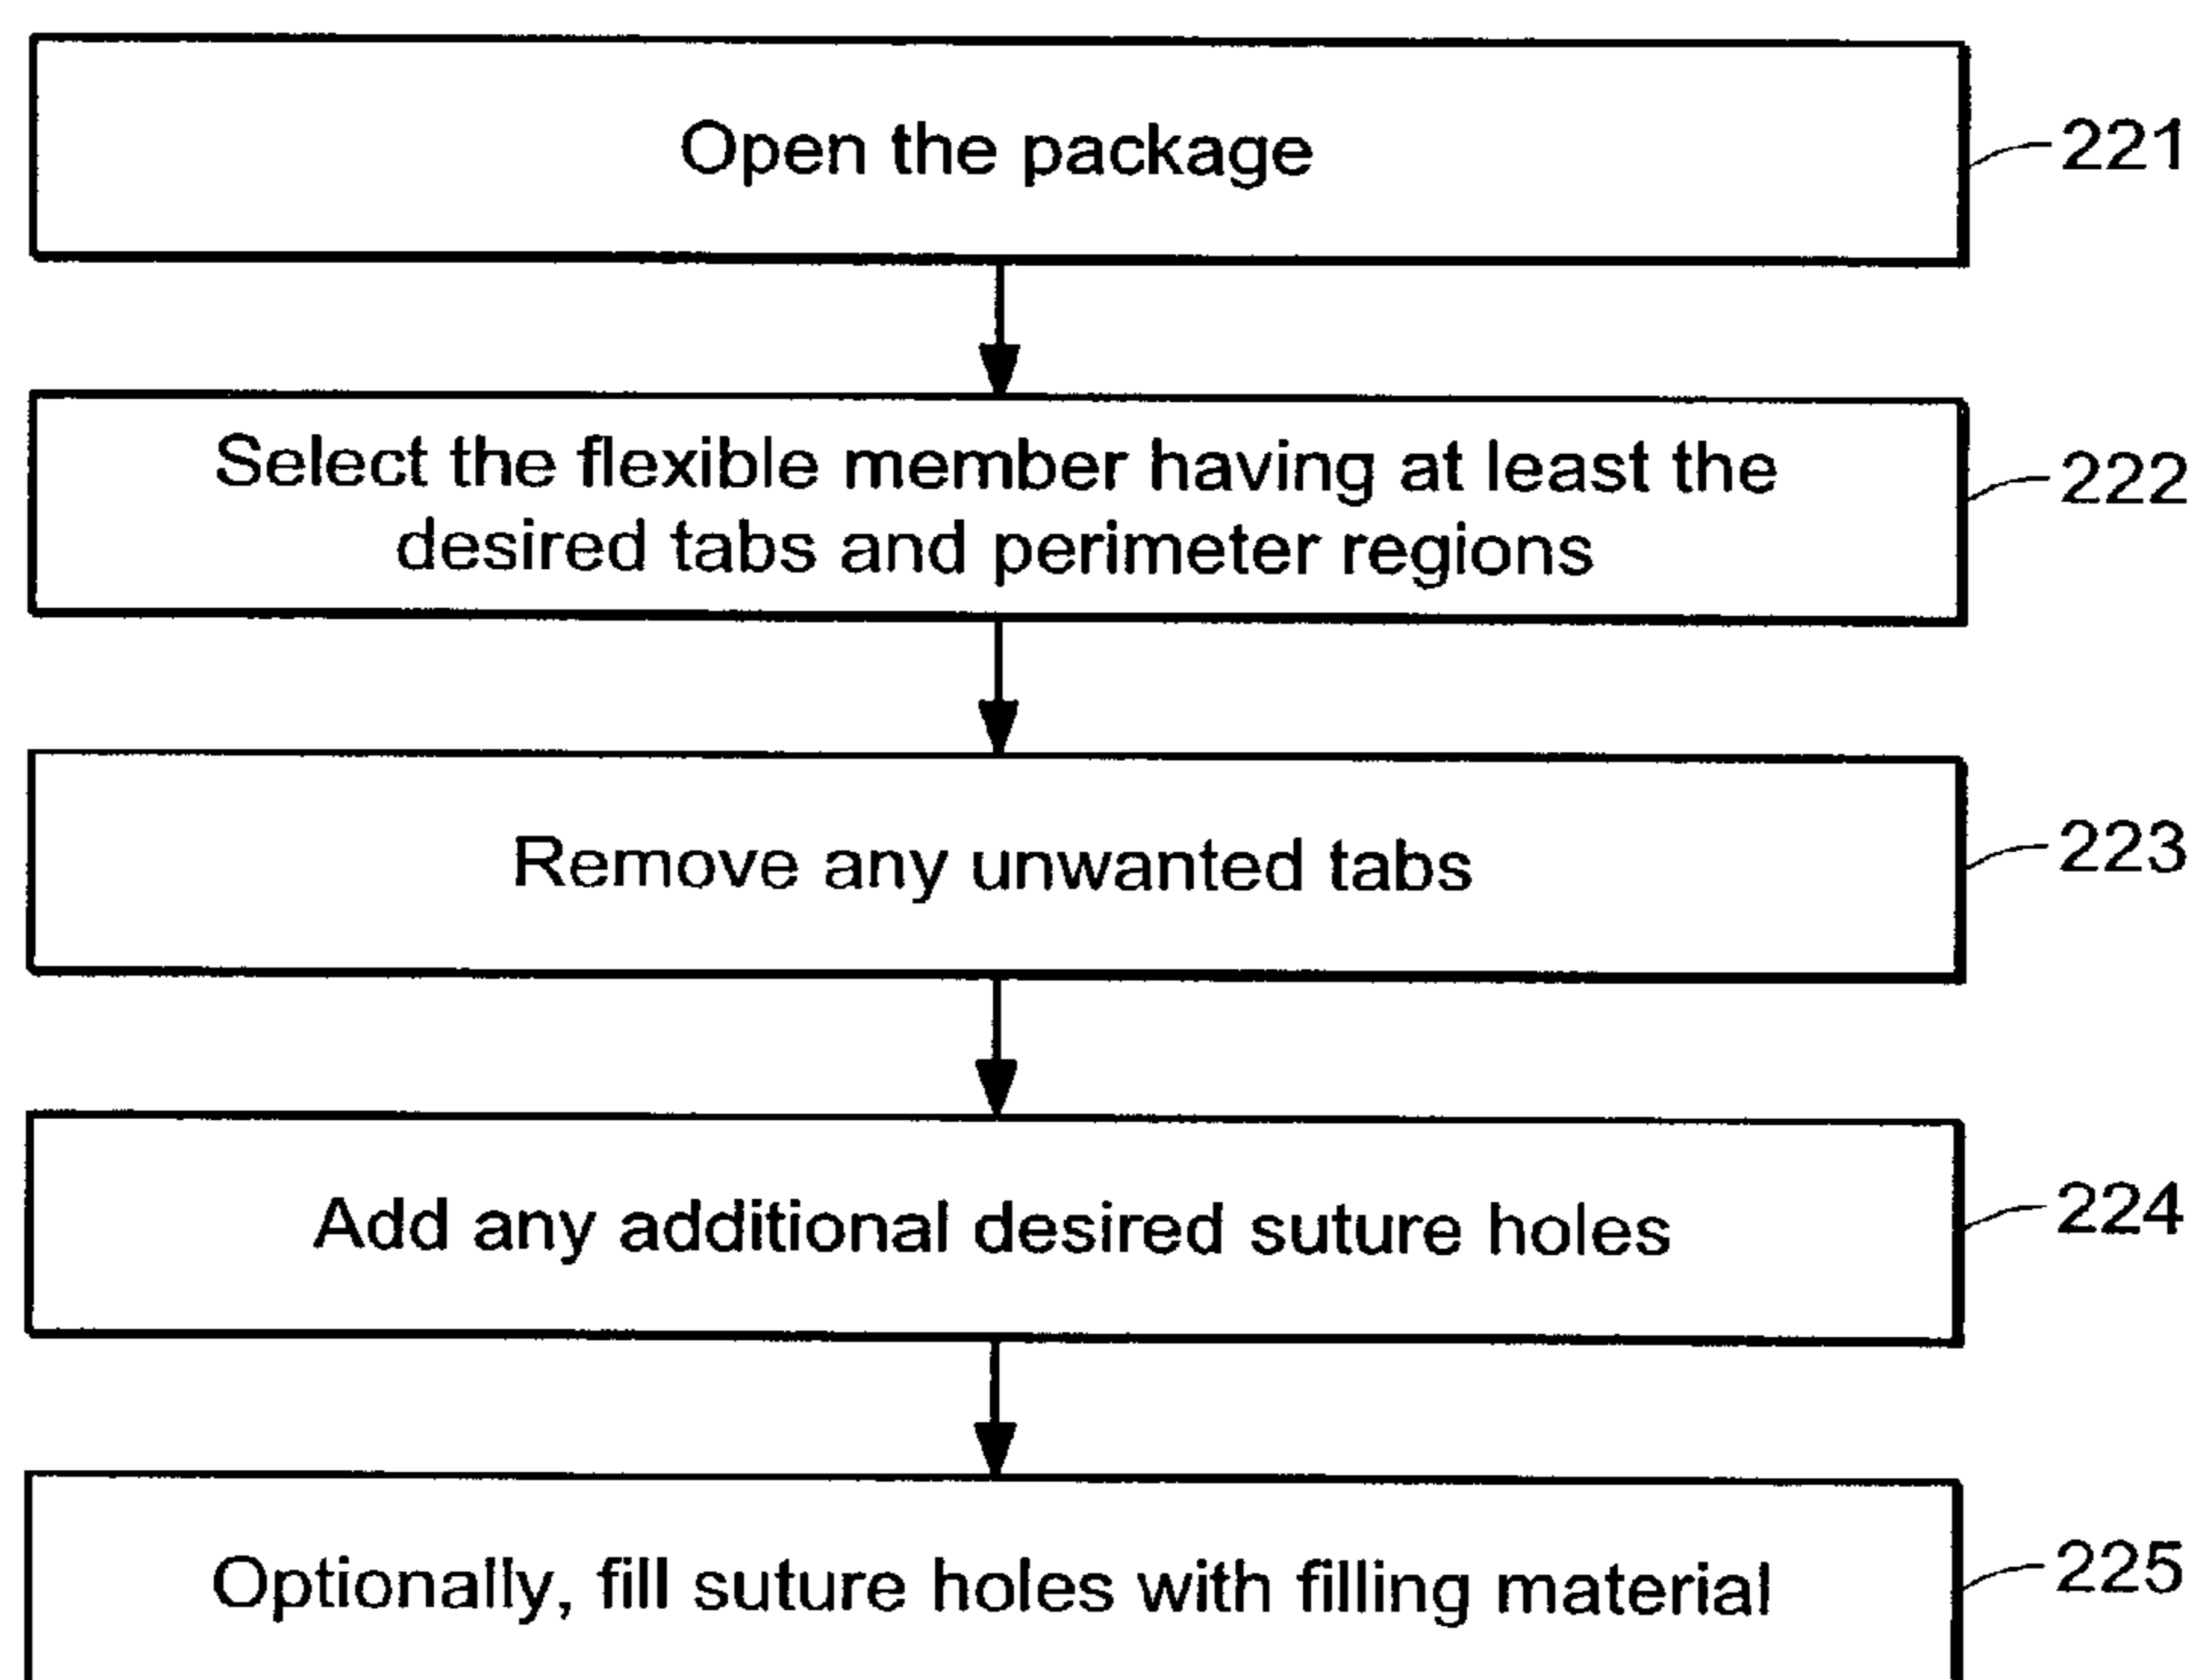 Open the package
221
Select the flexible member having at least the
desired tabs and perimeter regions
222
Remove any unwanted tabs
223
Add any additional desired suture holes
224
Optionally, fill suture holes with filling material
225